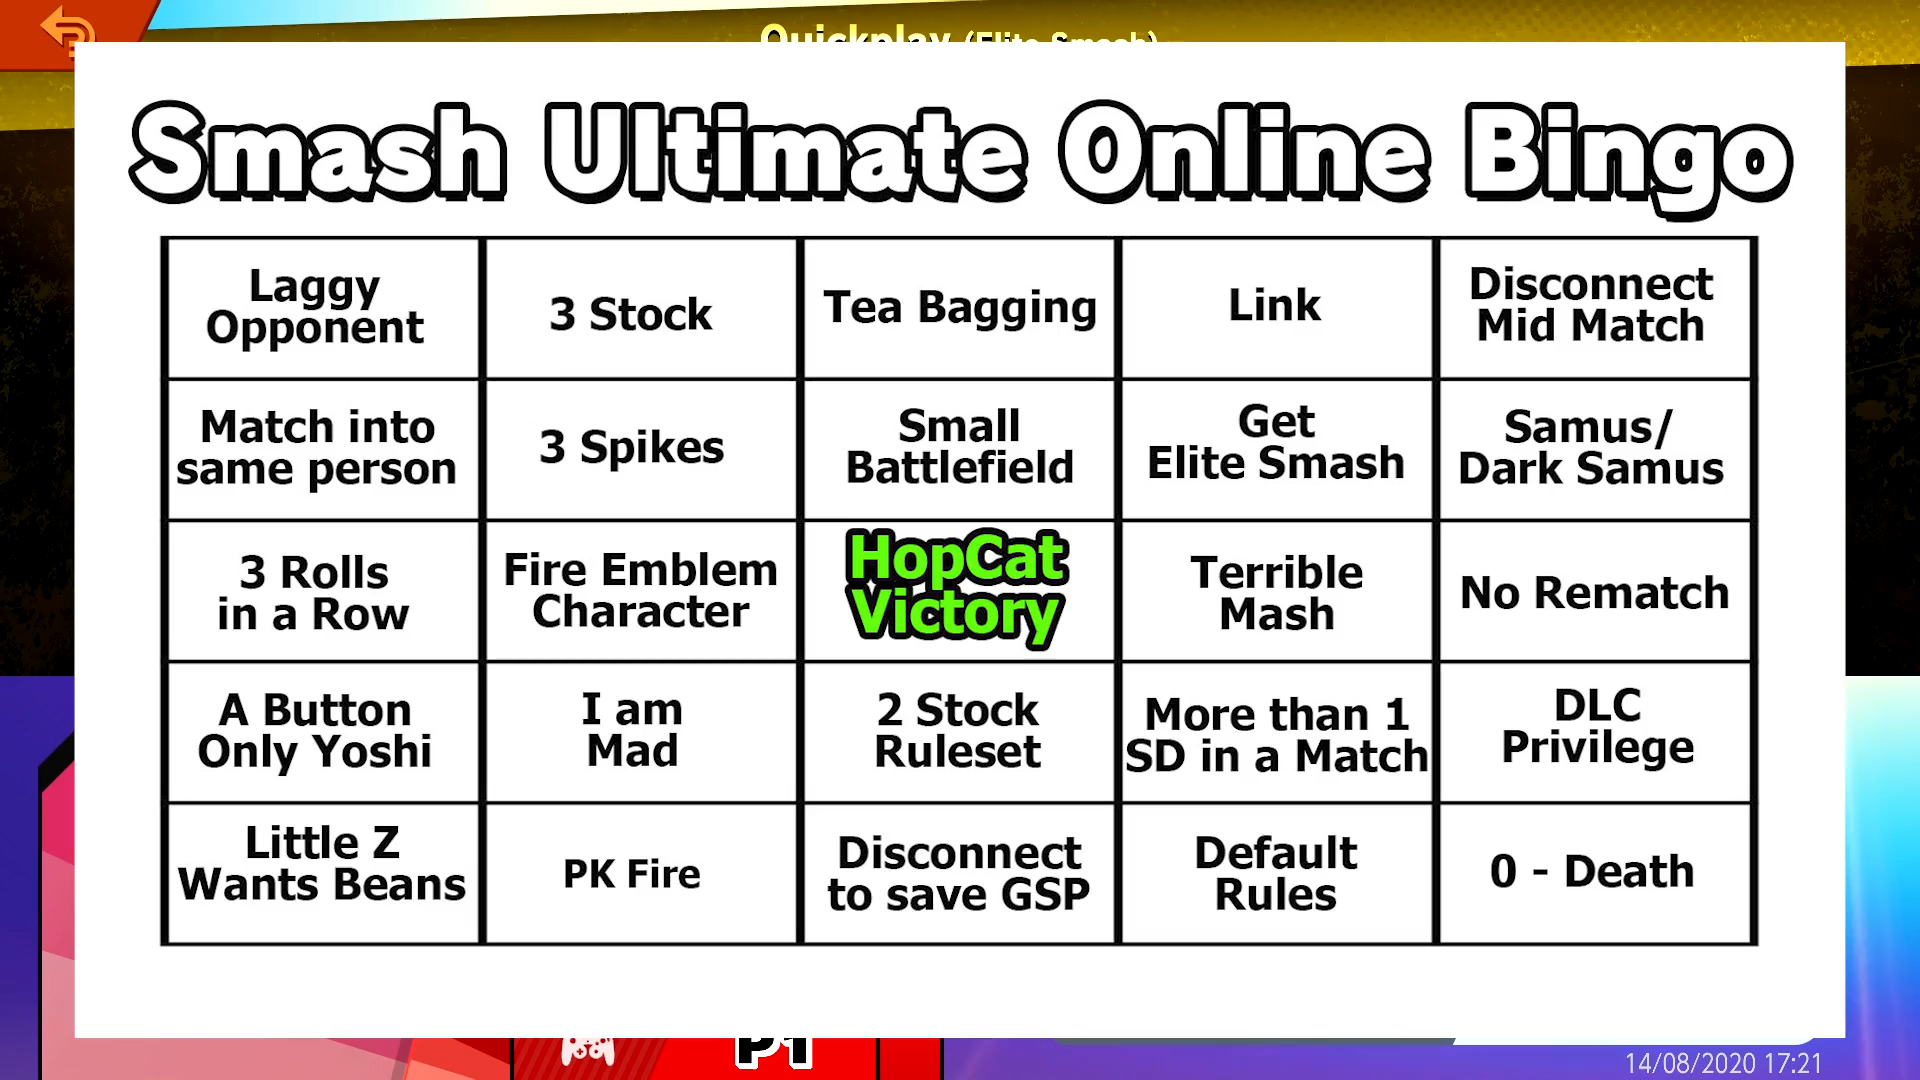 Quickplay (Elite Smash)
Smash Ultimate Online Bingo
Laggy
Opponent
3 Stock
Tea Bagging
Link
Disconnect
Mid Match
Match into
same person
3 Spikes
Small
Battlefield
Get
Elite Smash
Samus/
Dark Samus
3 Rolls
in a Row
Fire Emblem
Character
HopCat
Victory
Terrible
Mash
No Rematch
A Button
Only Yoshi
I am
Mad
2 Stock
Ruleset
More than 1
SD in a Match
DLC
Privilege
Little Z
Wants Beans
PK Fire
Disconnect
to save GSP
Default
Rules
0 - Death
P1
14/08/2020 17:21